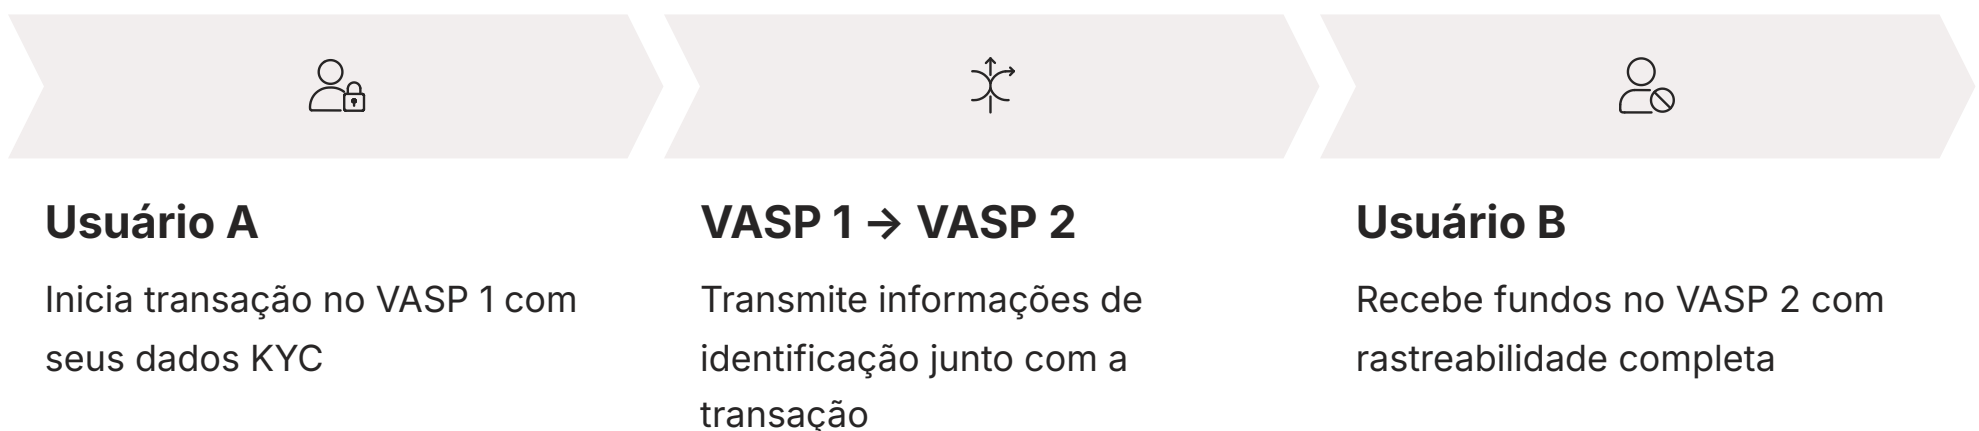 Usuário A
Inicia transação no VASP 1 com
seus dados KYC
VASP 1 → VASP 2
Transmite informações de
identificação junto com a
transação
Usuário B
Recebe fundos no VASP 2 com
rastreabilidade completa